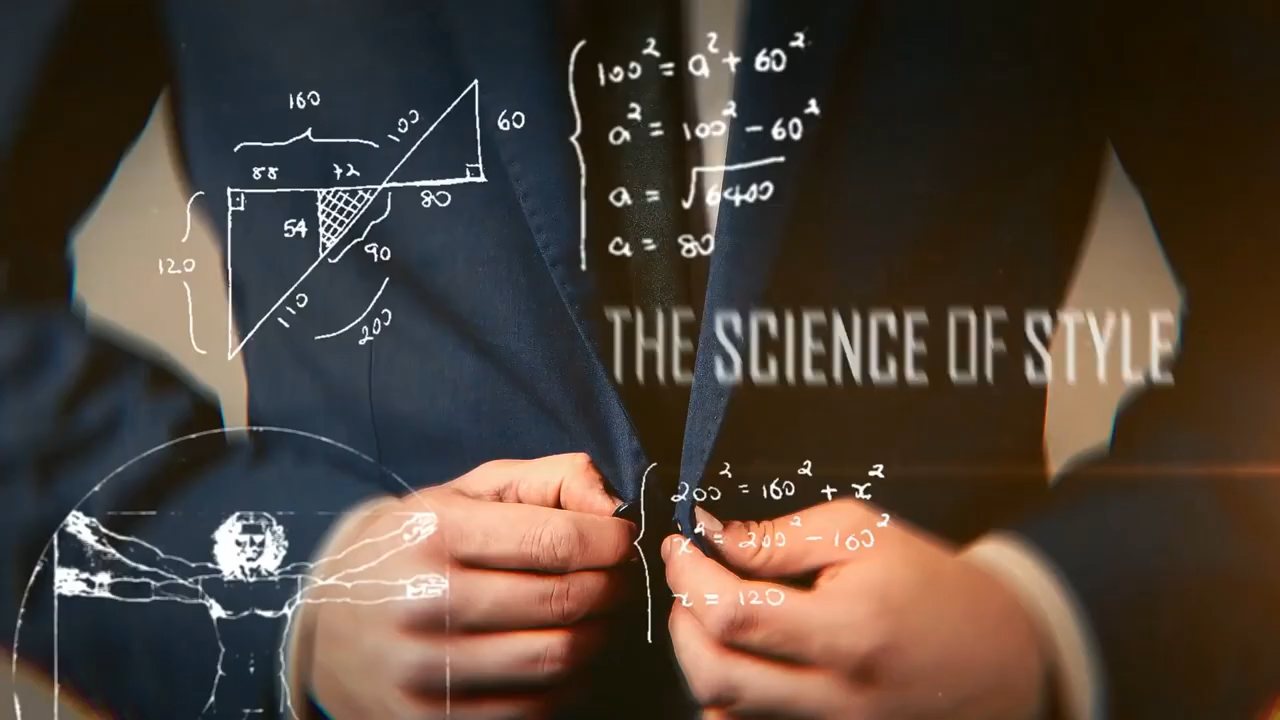 160
100
60
88 72
80
54
90
120
110
200
100² = a² + 60²
a² = 100² - 60²
a = √6400
a = 80
THE SCIENCE OF STYLE
200² = 160² + x²
x² = 200² - 160²
x = 120